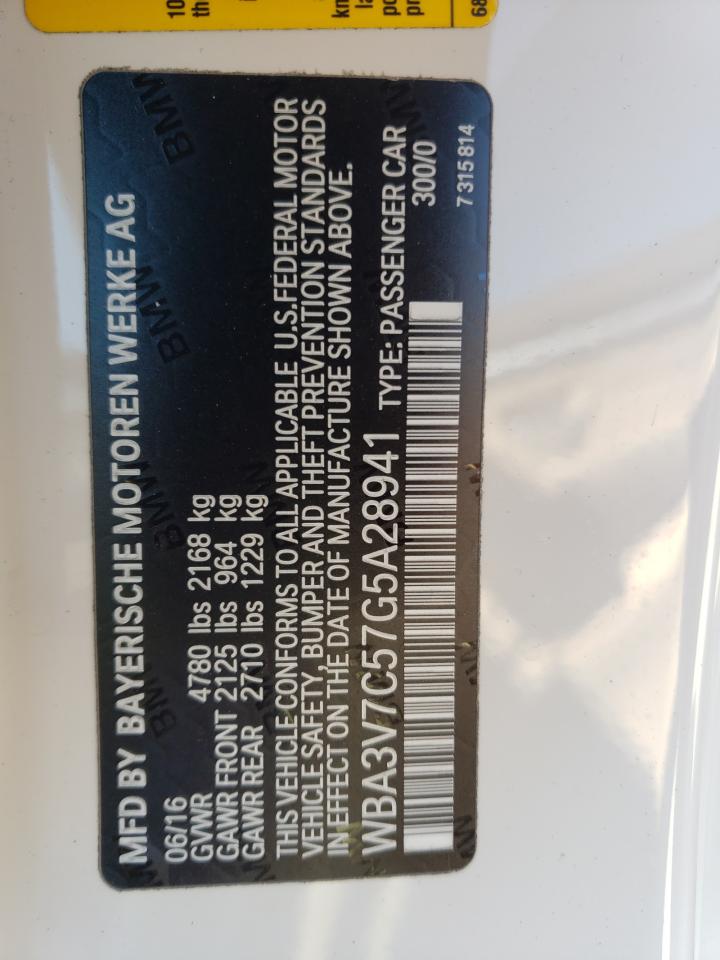 MFD BY BAYERISCHE MOTOREN WERKE AG
06/16
GVWR 4780 lbs 2168 kg
GAWR FRONT 2125 lbs 964 kg
GAWR REAR 2710 lbs 1229 kg
THIS VEHICLE CONFORMS TO ALL APPLICABLE U.S.FEDERAL MOTOR
VEHICLE SAFETY, BUMPER AND THEFT PREVENTION STANDARDS
IN EFFECT ON THE DATE OF MANUFACTURE SHOWN ABOVE.
WBA3V7C57G5A28941 TYPE: PASSENGER CAR
300/0
7 315 814